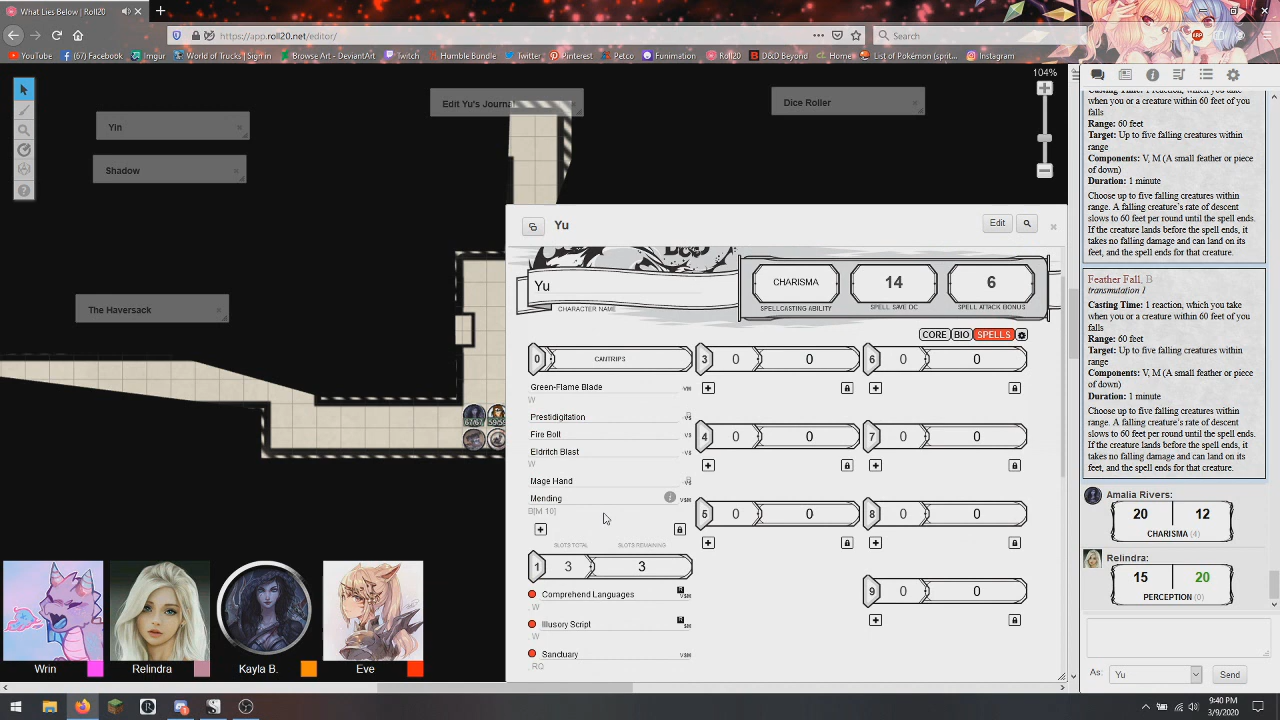 What Lies Below | Roll20
https://app.roll20.net/editor/
Search
YouTube
(67) Facebook
Imgur
World of Trucks | Sign in
Browse Art - DeviantArt
Twitch
Humble Bundle
Twitter
Pinterest
Petco
Funimation
Roll20
D&D Beyond
Home
List of Pokémon (sprit...
Instagram
104%
Yin
Shadow
Edit Yu's Journa
Dice Roller
The Haversack
67/67
59/59
Yu
Edit
D&D
Yu
CHARACTER NAME
CHARISMA
SPELLCASTING ABILITY
14
SPELL SAVE DC
6
SPELL ATTACK BONUS
CORE
BIO
SPELLS
0
CANTRIPS
Green-Flame Blade
VM
W
Prestidigitation
VS
Fire Bolt
VS
Eldritch Blast
VS
W
Mage Hand
VS
Mending
VSM
B[M 10]
SLOTS TOTAL
SLOTS REMAINING
1
3
3
Comprehend Languages
R
VSM
, W
Illusory Script
R
SM
, W
Sanctuary
VSM
, RQ
3
0
0
4
0
0
5
0
0
6
0
0
7
0
0
8
0
0
9
0
0
Casting Time: 1 reaction, which you
take when you or a creature within 60 feet of you
falls
Range: 60 feet
Target: Up to five falling creatures within
range
Components: V, M (A small feather or piece
of down)
Duration: 1 minute
Choose up to five falling creatures within
range. A falling creature's rate of descent
slows to 60 feet per round until the spell ends.
If the creature lands before the spell ends, it
takes no falling damage and can land on its
feet, and the spell ends for that creature.
Feather Fall, B
transmutation 1
Casting Time: 1 reaction, which you take
when you or a creature within 60 feet of you
falls
Range: 60 feet
Target: Up to five falling creatures within
range
Components: V, M (A small feather or piece
of down)
Duration: 1 minute
Choose up to five falling creatures within
range. A falling creature's rate of descent
slows to 60 feet per round until the spell ends.
If the creature lands before the spell ends, it
takes no falling damage and can land on its
feet, and the spell ends for that creature.
Amalia Rivers:
20
12
CHARISMA (4)
Relindra:
15
20
PERCEPTION (0)
As:
Yu
Send
Wrin
Relindra
Kayla B.
Eve
9:40 PM
3/9/2020